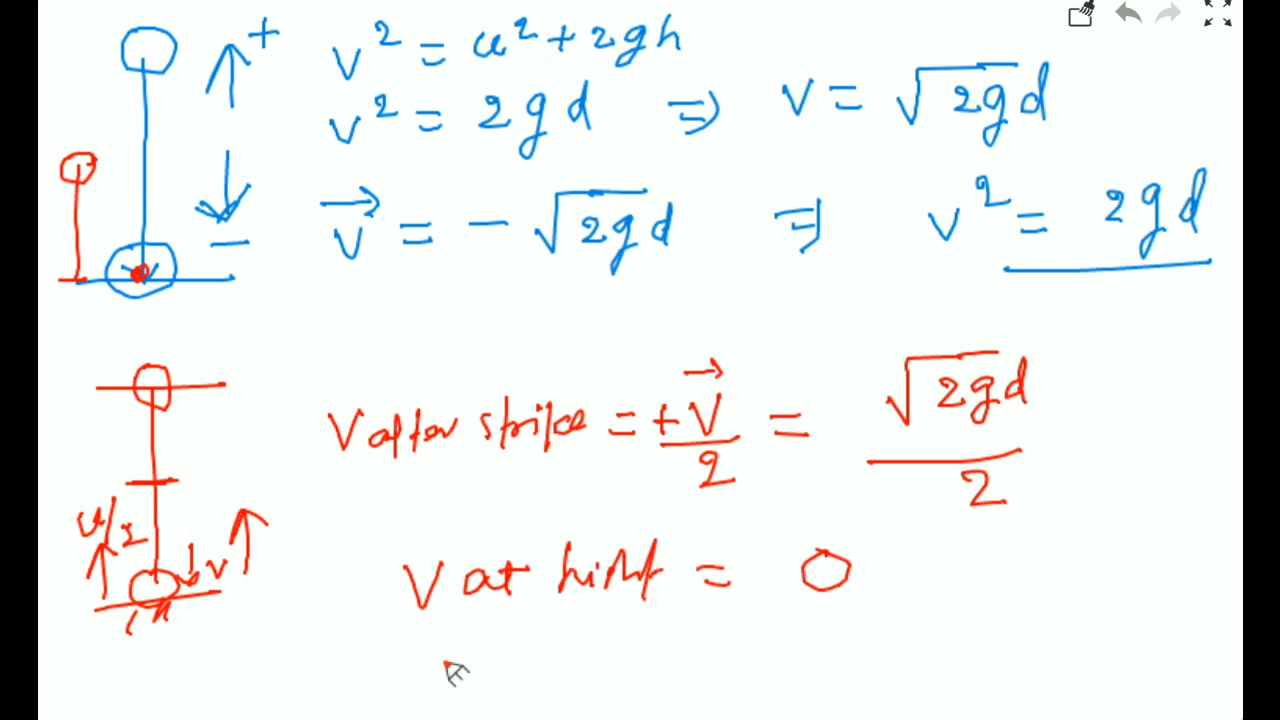 +
v² = u² + 2gh
v² = 2gd ⇒ v = √2gd
−
v⃗ = − √2gd ⇒ v² = 2gd
V after strike = +V⃗/2 = √2gd/2
u/2
v
V at hight = 0